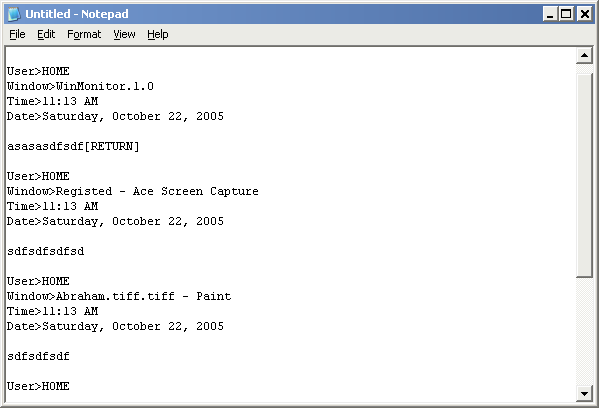 Untitled - Notepad
File Edit Format View Help
User>HOME
Window>WinMonitor.1.0
Time>11:13 AM
Date>Saturday, October 22, 2005
asasasdfsdf[RETURN]
User>HOME
Window>Registed - Ace Screen Capture
Time>11:13 AM
Date>Saturday, October 22, 2005
sdfsdfsdfsd
User>HOME
Window>Abraham.tiff.tiff - Paint
Time>11:13 AM
Date>Saturday, October 22, 2005
sdfsdfsdf
User>HOME